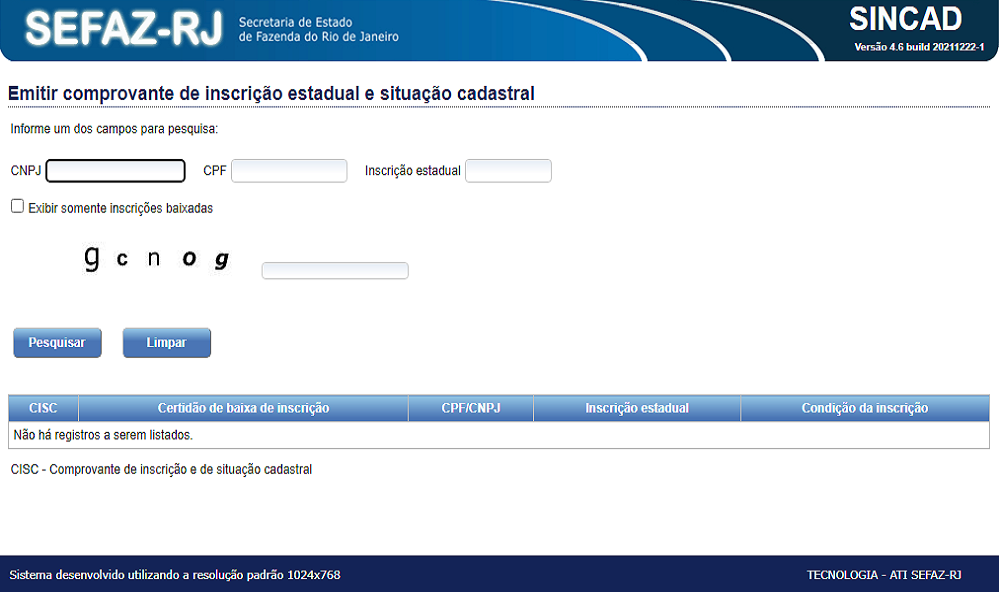 SEFAZ-RJ
Secretaria de Estado
de Fazenda do Rio de Janeiro
SINCAD
Versão 4.6 build 20211222-1
Emitir comprovante de inscrição estadual e situação cadastral
Informe um dos campos para pesquisa:
CNPJ CPF Inscrição estadual
Exibir somente inscrições baixadas
g c n o g
Pesquisar Limpar
CISC Certidão de baixa de inscrição CPF/CNPJ Inscrição estadual Condição da inscrição
Não há registros a serem listados.
CISC - Comprovante de inscrição e de situação cadastral
Sistema desenvolvido utilizando a resolução padrão 1024x768 TECNOLOGIA - ATI SEFAZ-RJ